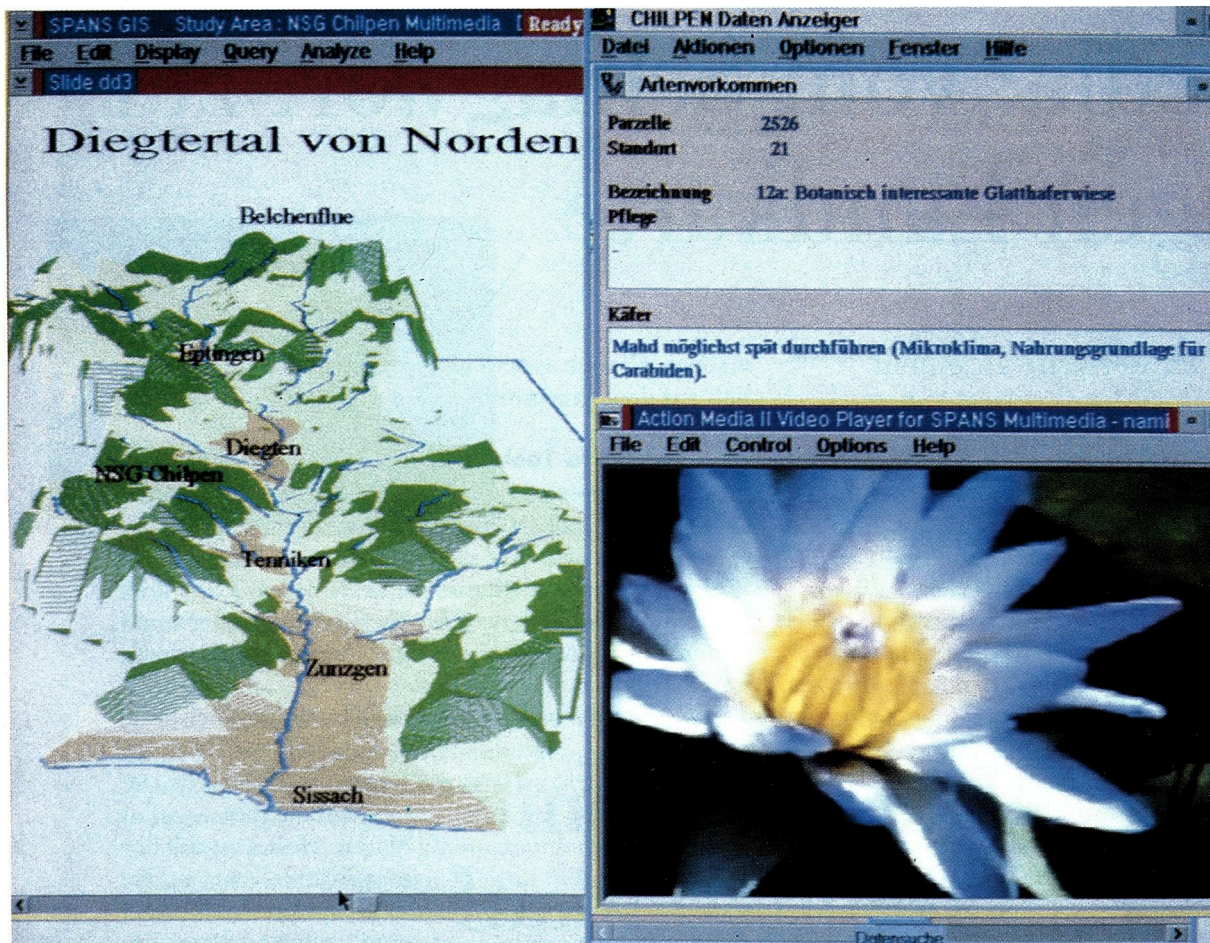 SPANS GIS Study Area : NSG Chilpen Multimedia [ Ready
File Edit Display Query Analyze Help
Slide dd3
Diegtertal von Norden
Belchenflue
Eptingen
Diegten
NSG Chilpen
Tenniken
Zunzgen
Sissach
CHILPEN Daten Anzeiger
Datei Aktionen Optionen Fenster Hilfe
Artenvorkommen
Parzelle 2526
Standort 21
Bezeichnung 12a: Botanisch interessante Glatthaferwiese
Pflege
-
Käfer
Mahd möglichst spät durchführen (Mikroklima, Nahrungsgrundlage für
Carabiden).
Action Media II Video Player for SPANS Multimedia - nami
File Edit Control Options Help
Datensuche